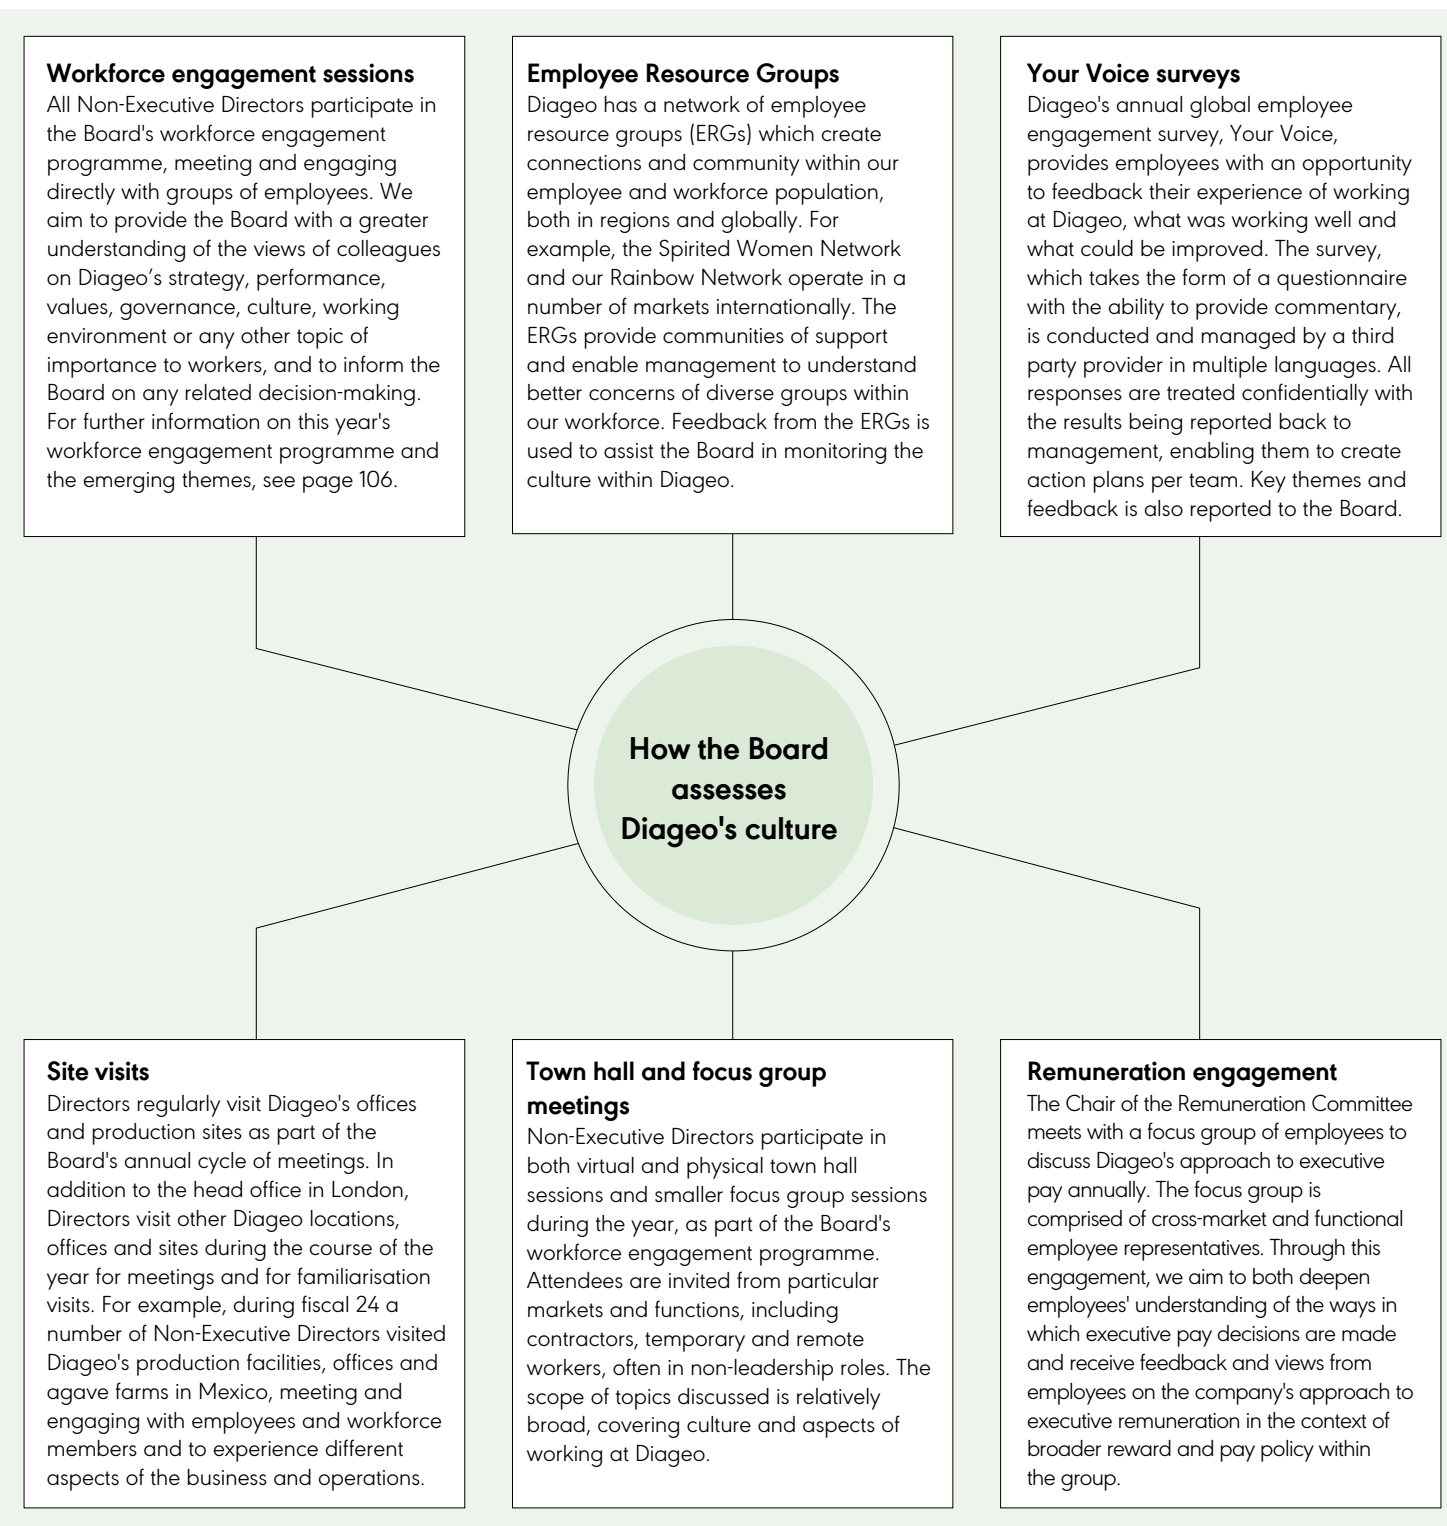 Workforce engagement sessions
All Non-Executive Directors participate in
the Board's workforce engagement
programme, meeting and engaging
directly with groups of employees. We
aim to provide the Board with a greater
understanding of the views of colleagues
on Diageo’s strategy, performance,
values, governance, culture, working
environment or any other topic of
importance to workers, and to inform the
Board on any related decision-making.
For further information on this year's
workforce engagement programme and
the emerging themes, see page 106.
Employee Resource Groups
Diageo has a network of employee
resource groups (ERGs) which create
connections and community within our
employee and workforce population,
both in regions and globally. For
example, the Spirited Women Network
and our Rainbow Network operate in a
number of markets internationally. The
ERGs provide communities of support
and enable management to understand
better concerns of diverse groups within
our workforce. Feedback from the ERGs is
used to assist the Board in monitoring the
culture within Diageo.
Your Voice surveys
Diageo's annual global employee
engagement survey, Your Voice,
provides employees with an opportunity
to feedback their experience of working
at Diageo, what was working well and
what could be improved. The survey,
which takes the form of a questionnaire
with the ability to provide commentary,
is conducted and managed by a third
party provider in multiple languages. All
responses are treated confidentially with
the results being reported back to
management, enabling them to create
action plans per team. Key themes and
feedback is also reported to the Board.
How the Board
assesses
Diageo's culture
Site visits
Directors regularly visit Diageo's offices
and production sites as part of the
Board's annual cycle of meetings. In
addition to the head office in London,
Directors visit other Diageo locations,
offices and sites during the course of the
year for meetings and for familiarisation
visits. For example, during fiscal 24 a
number of Non-Executive Directors visited
Diageo's production facilities, offices and
agave farms in Mexico, meeting and
engaging with employees and workforce
members and to experience different
aspects of the business and operations.
Town hall and focus group
meetings
Non-Executive Directors participate in
both virtual and physical town hall
sessions and smaller focus group sessions
during the year, as part of the Board's
workforce engagement programme.
Attendees are invited from particular
markets and functions, including
contractors, temporary and remote
workers, often in non-leadership roles. The
scope of topics discussed is relatively
broad, covering culture and aspects of
working at Diageo.
Remuneration engagement
The Chair of the Remuneration Committee
meets with a focus group of employees to
discuss Diageo's approach to executive
pay annually. The focus group is
comprised of cross-market and functional
employee representatives. Through this
engagement, we aim to both deepen
employees' understanding of the ways in
which executive pay decisions are made
and receive feedback and views from
employees on the company's approach to
executive remuneration in the context of
broader reward and pay policy within
the group.